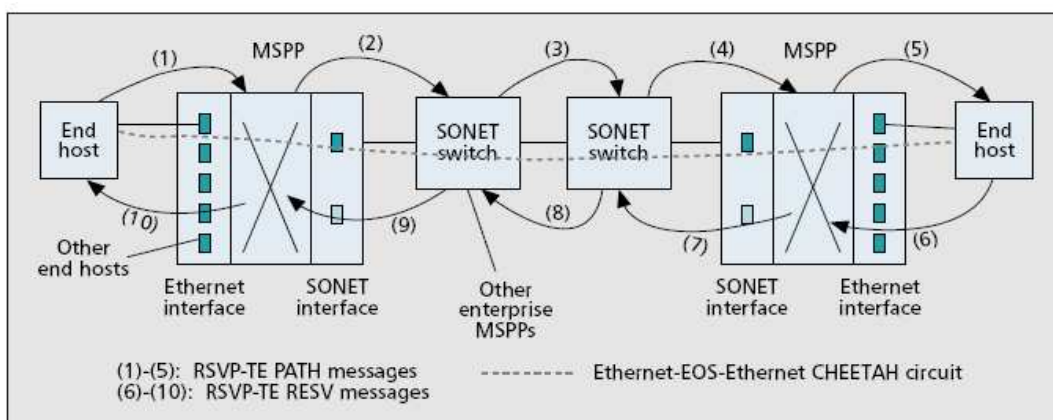 (1)
MSPP
(2)
(3)
(4)
MSPP
(5)
End
host
SONET
switch
SONET
switch
End
host
(10)
(9)
(8)
(7)
(6)
Other
end hosts
Ethernet
interface
SONET
interface
Other
enterprise
MSPPs
SONET
interface
Ethernet
interface
(1)-(5): RSVP-TE PATH messages
(6)-(10): RSVP-TE RESV messages
Ethernet-EOS-Ethernet CHEETAH circuit